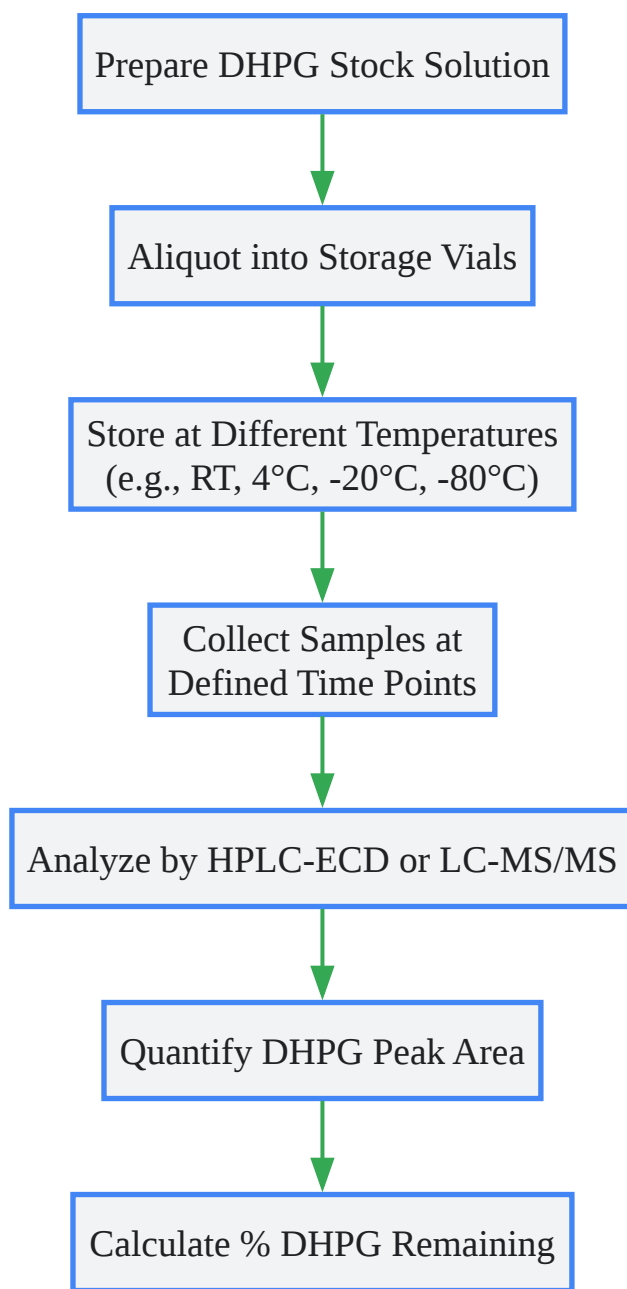 Prepare DHPG Stock Solution
Aliquot into Storage Vials
Store at Different Temperatures
(e.g., RT, 4°C, -20°C, -80°C)
Collect Samples at
Defined Time Points
Analyze by HPLC-ECD or LC-MS/MS
Quantify DHPG Peak Area
Calculate % DHPG Remaining